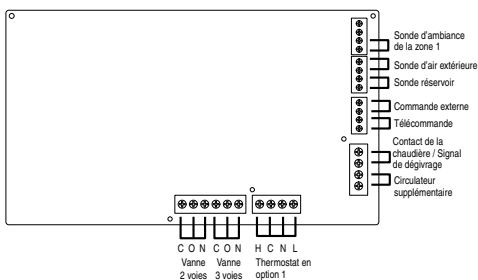 Sonde d'ambiance
de la zone 1
Sonde d'air extérieure
Sonde réservoir
Commande externe
Télécommande
Contact de la
chaudière / Signal
de dégivrage
Circulateur
supplémentaire
C O N C O N H C N L
Vanne
2 voies
Vanne
3 voies
Thermostat en
option 1